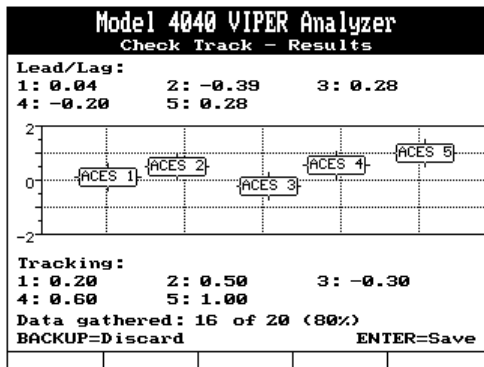 Model 4040 VIPER Analyzer
Check Track - Results
Lead/Lag:
1: 0.04 2: -0.39 3: 0.28
4: -0.20 5: 0.28
2
ACES 5
ACES 2 ACES 4
0 ACES 1 ACES 3
-2
Tracking:
1: 0.20 2: 0.50 3: -0.30
4: 0.60 5: 1.00
Data gathered: 16 of 20 (80%)
BACKUP=Discard ENTER=Save